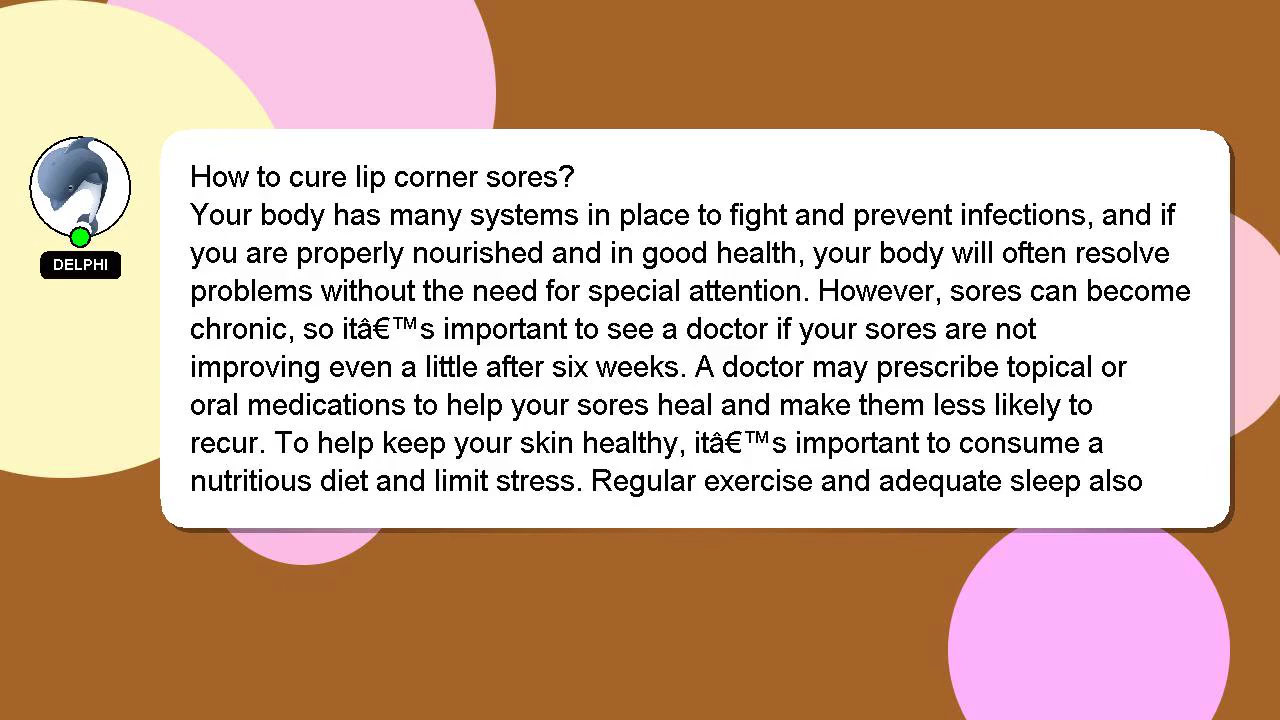 How to cure lip corner sores?
Your body has many systems in place to fight and prevent infections, and if
you are properly nourished and in good health, your body will often resolve
problems without the need for special attention. However, sores can become
chronic, so itâ€™s important to see a doctor if your sores are not
improving even a little after six weeks. A doctor may prescribe topical or
oral medications to help your sores heal and make them less likely to
recur. To help keep your skin healthy, itâ€™s important to consume a
nutritious diet and limit stress. Regular exercise and adequate sleep also
DELPHI